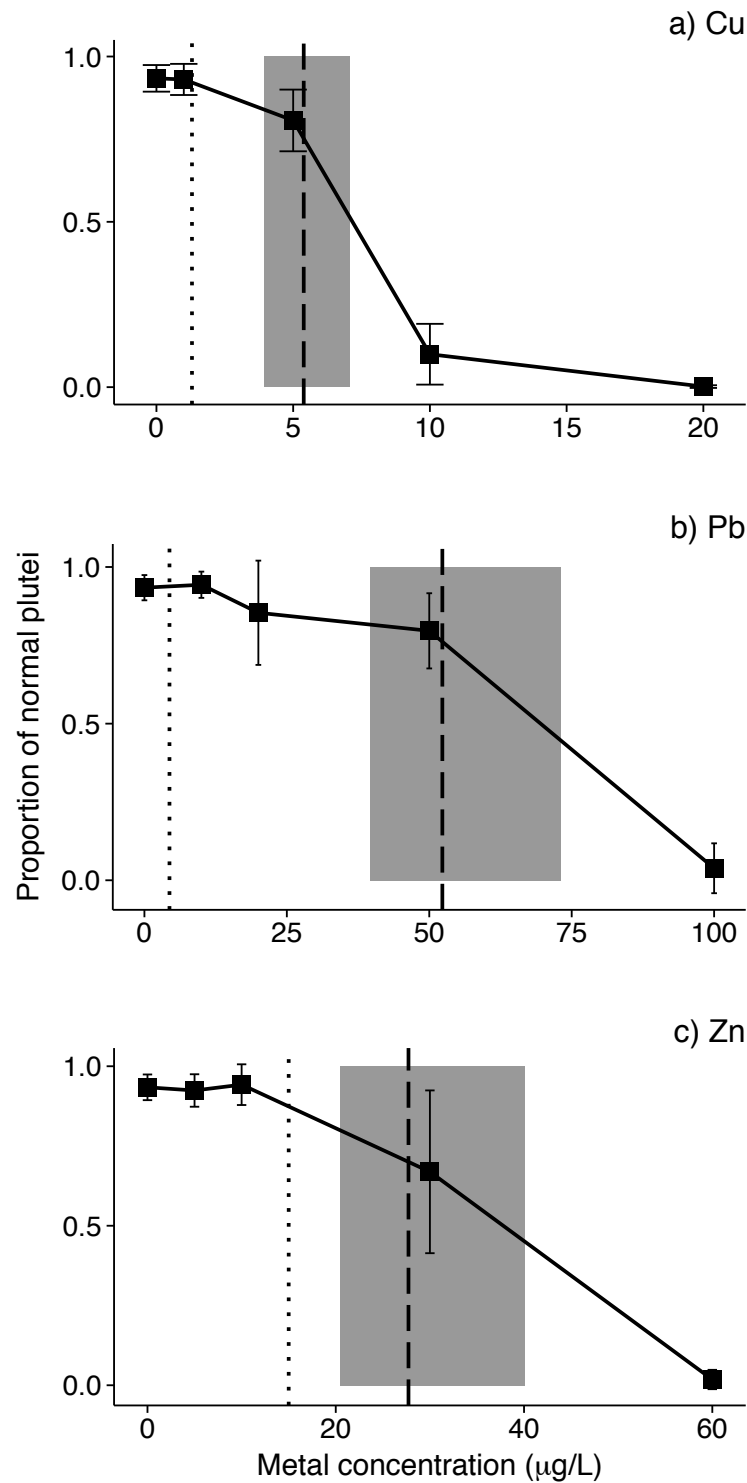 a) Cu
1.0
0.5
0.0
0 5 10 15 20
b) Pb
Proportion of normal plutei
1.0
0.5
0.0
0 25 50 75 100
c) Zn
1.0
0.5
0.0
0 20 40 60
Metal concentration (μg/L)